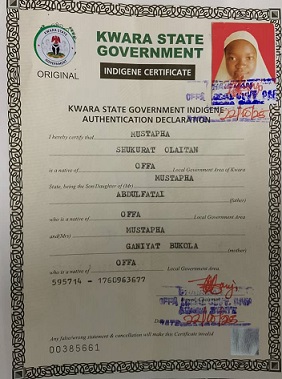 KWARA STATE
GOVERNMENT
ORIGINAL
INDIGENE CERTIFICATE
KWARA STATE GOVERNMENT INDIGENE
AUTHENTICATION DECLARATION
I hereby certify that MUSTAPHA
SHUKURAT OLAITAN
OFFA
is a native of Local Government Area of Kwara
MUSTAPHA
State, being the Son/Daughter of (Mr)
ABDULFATAI
(father)
OFFA
who is a native of Local Government Area
MUSTAPHA
and(Mrs)
GANIYAT BUKOLA
(mother)
OFFA
who is a native of Local Government Area.
595714 - 1760963677
Any false/wrong statement & cancellation will make this Certificate invalid
00385661